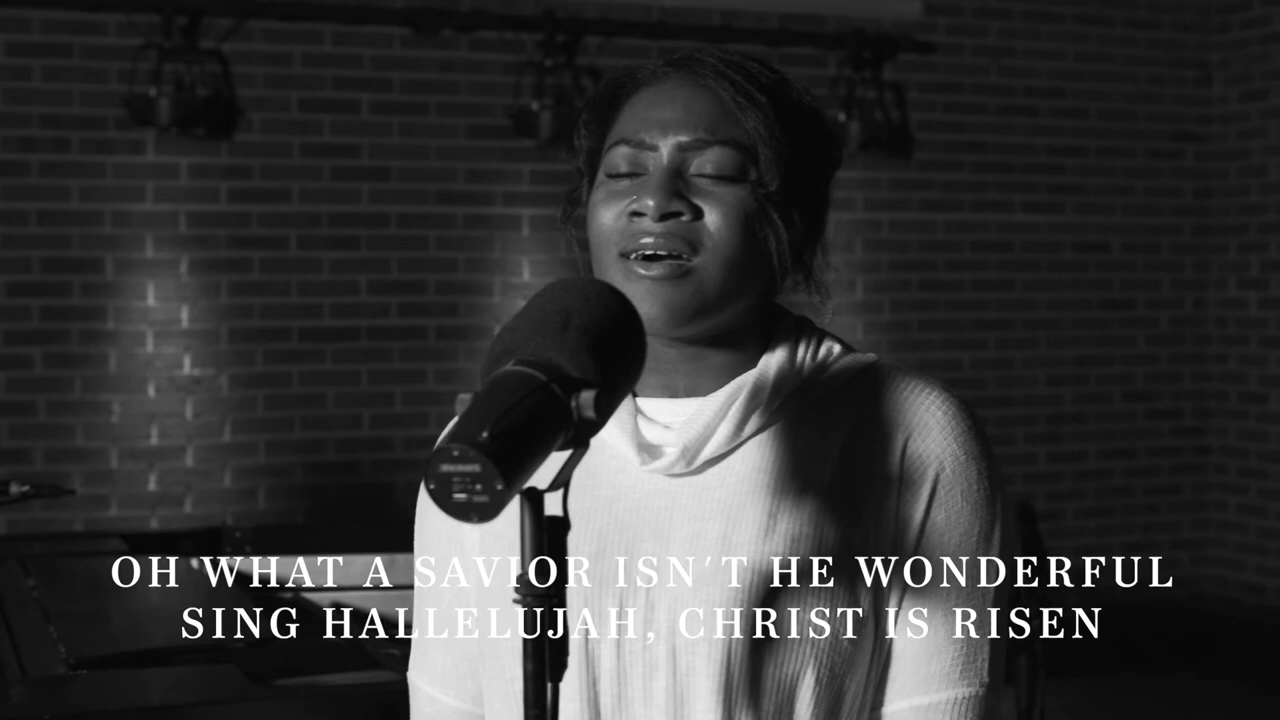 OH WHAT A SAVIOR ISN'T HE WONDERFUL
SING HALLELUJAH, CHRIST IS RISEN